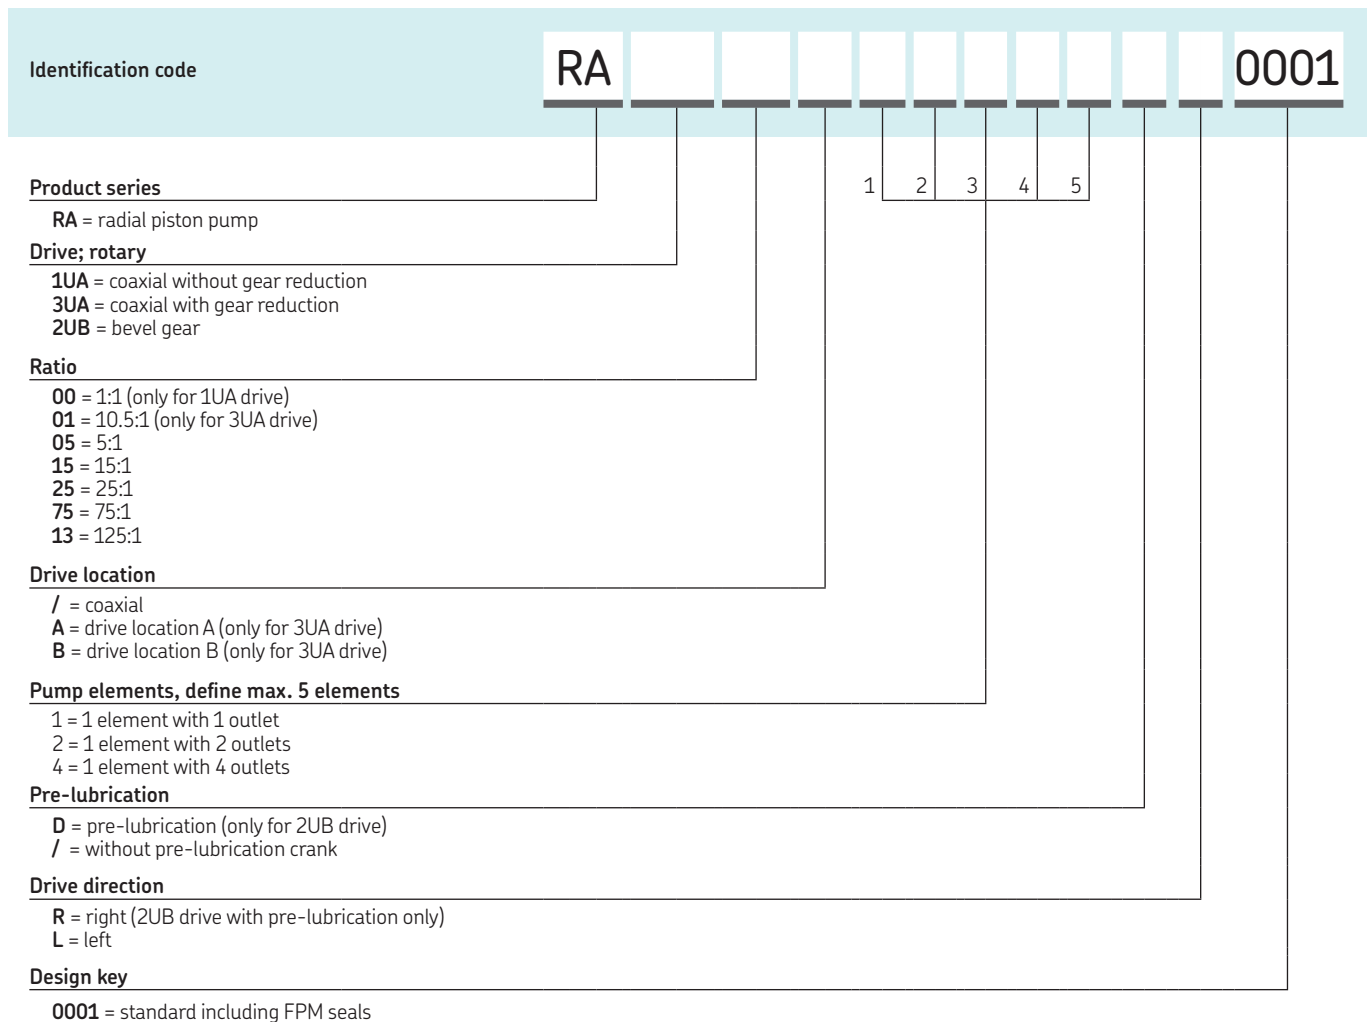 Identification code RA 0001
Product series 1 2 3 4 5
RA = radial piston pump
Drive; rotary
1UA = coaxial without gear reduction
3UA = coaxial with gear reduction
2UB = bevel gear
Ratio
00 = 1:1 (only for 1UA drive)
01 = 10.5:1 (only for 3UA drive)
05 = 5:1
15 = 15:1
25 = 25:1
75 = 75:1
13 = 125:1
Drive location
/ = coaxial
A = drive location A (only for 3UA drive)
B = drive location B (only for 3UA drive)
Pump elements, define max. 5 elements
1 = 1 element with 1 outlet
2 = 1 element with 2 outlets
4 = 1 element with 4 outlets
Pre-lubrication
D = pre-lubrication (only for 2UB drive)
/ = without pre-lubrication crank
Drive direction
R = right (2UB drive with pre-lubrication only)
L = left
Design key
0001 = standard including FPM seals